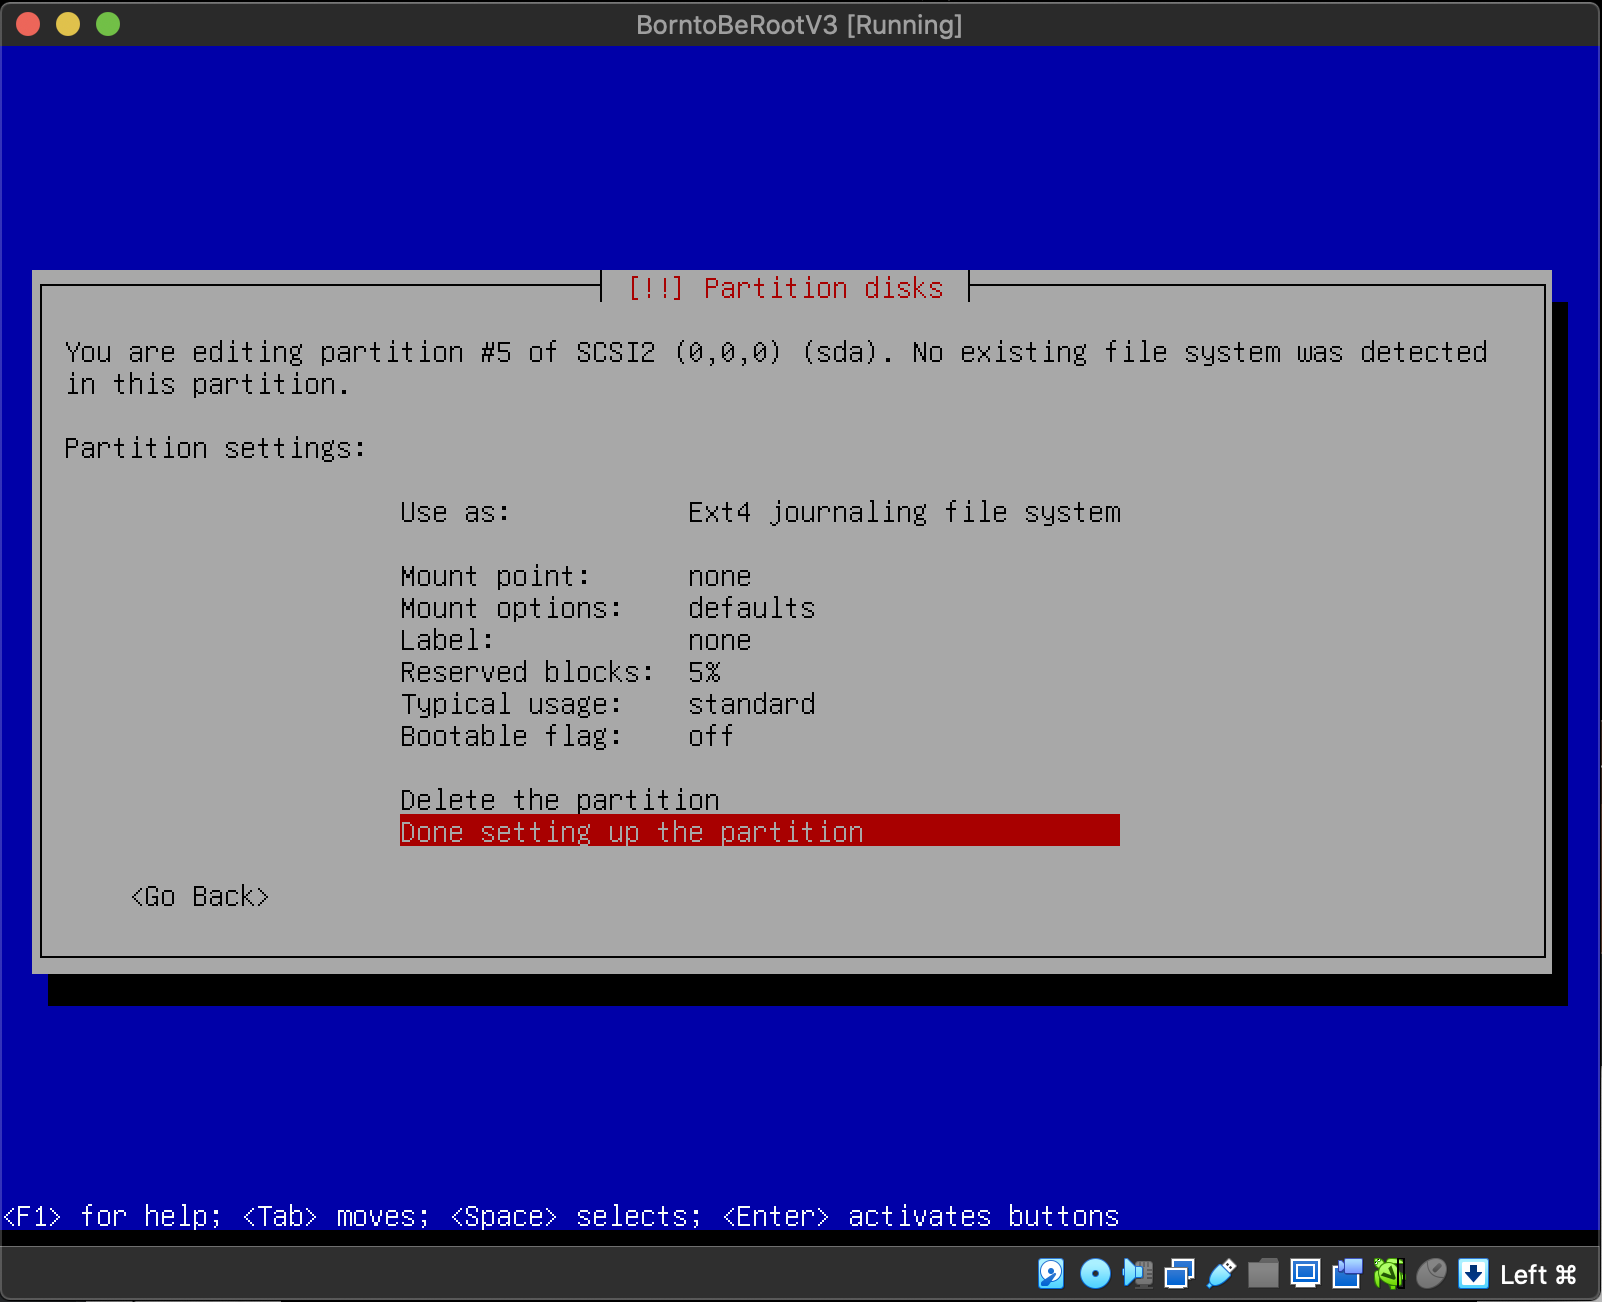 BorntoBeRootV3 [Running]
[!!] Partition disks
You are editing partition #5 of SCSI2 (0,0,0) (sda). No existing file system was detected
in this partition.
Partition settings:
Use as: Ext4 journaling file system
Mount point: none
Mount options: defaults
Label: none
Reserved blocks: 5%
Typical usage: standard
Bootable flag: off
Delete the partition
Done setting up the partition
<Go Back>
<F1> for help; <Tab> moves; <Space> selects; <Enter> activates buttons
Left ⌘